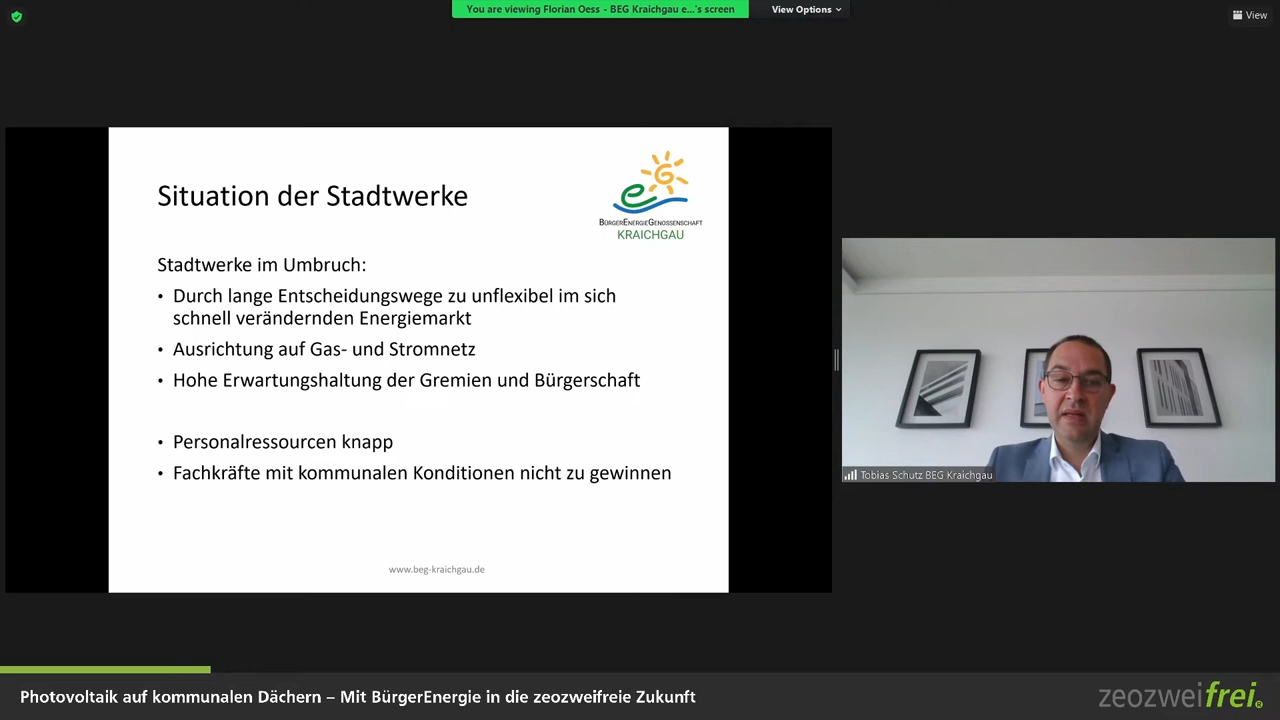 You are viewing Florian Oess - BEG Kraichgau e...'s screen
View Options
View
Situation der Stadtwerke
BÜRGERENERGIEGENOSSENSCHAFT
KRAICHGAU
Stadtwerke im Umbruch:
• Durch lange Entscheidungswege zu unflexibel im sich
schnell verändernden Energiemarkt
• Ausrichtung auf Gas- und Stromnetz
• Hohe Erwartungshaltung der Gremien und Bürgerschaft
• Personalressourcen knapp
• Fachkräfte mit kommunalen Konditionen nicht zu gewinnen
www.beg-kraichgau.de
Tobias Schutz BEG Kraichgau
Photovoltaik auf kommunalen Dächern – Mit BürgerEnergie in die zeozweifreie Zukunft
zeozweifrei.